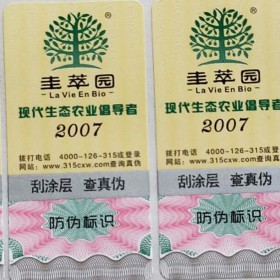 圭萃园
La Vie En Bio
现代生态农业倡导者
2007
拨打电话 4000-126-315或登录
网站：www.315cxw.com查询真伪
刮涂层 查真伪
防伪标识
圭萃园
La Vie En Bio
现代生态农业倡导者
2007
拨打电话 4000-126-315或登录
网站：www.315cxw.com查询真伪
刮涂层 查真伪
防伪标识